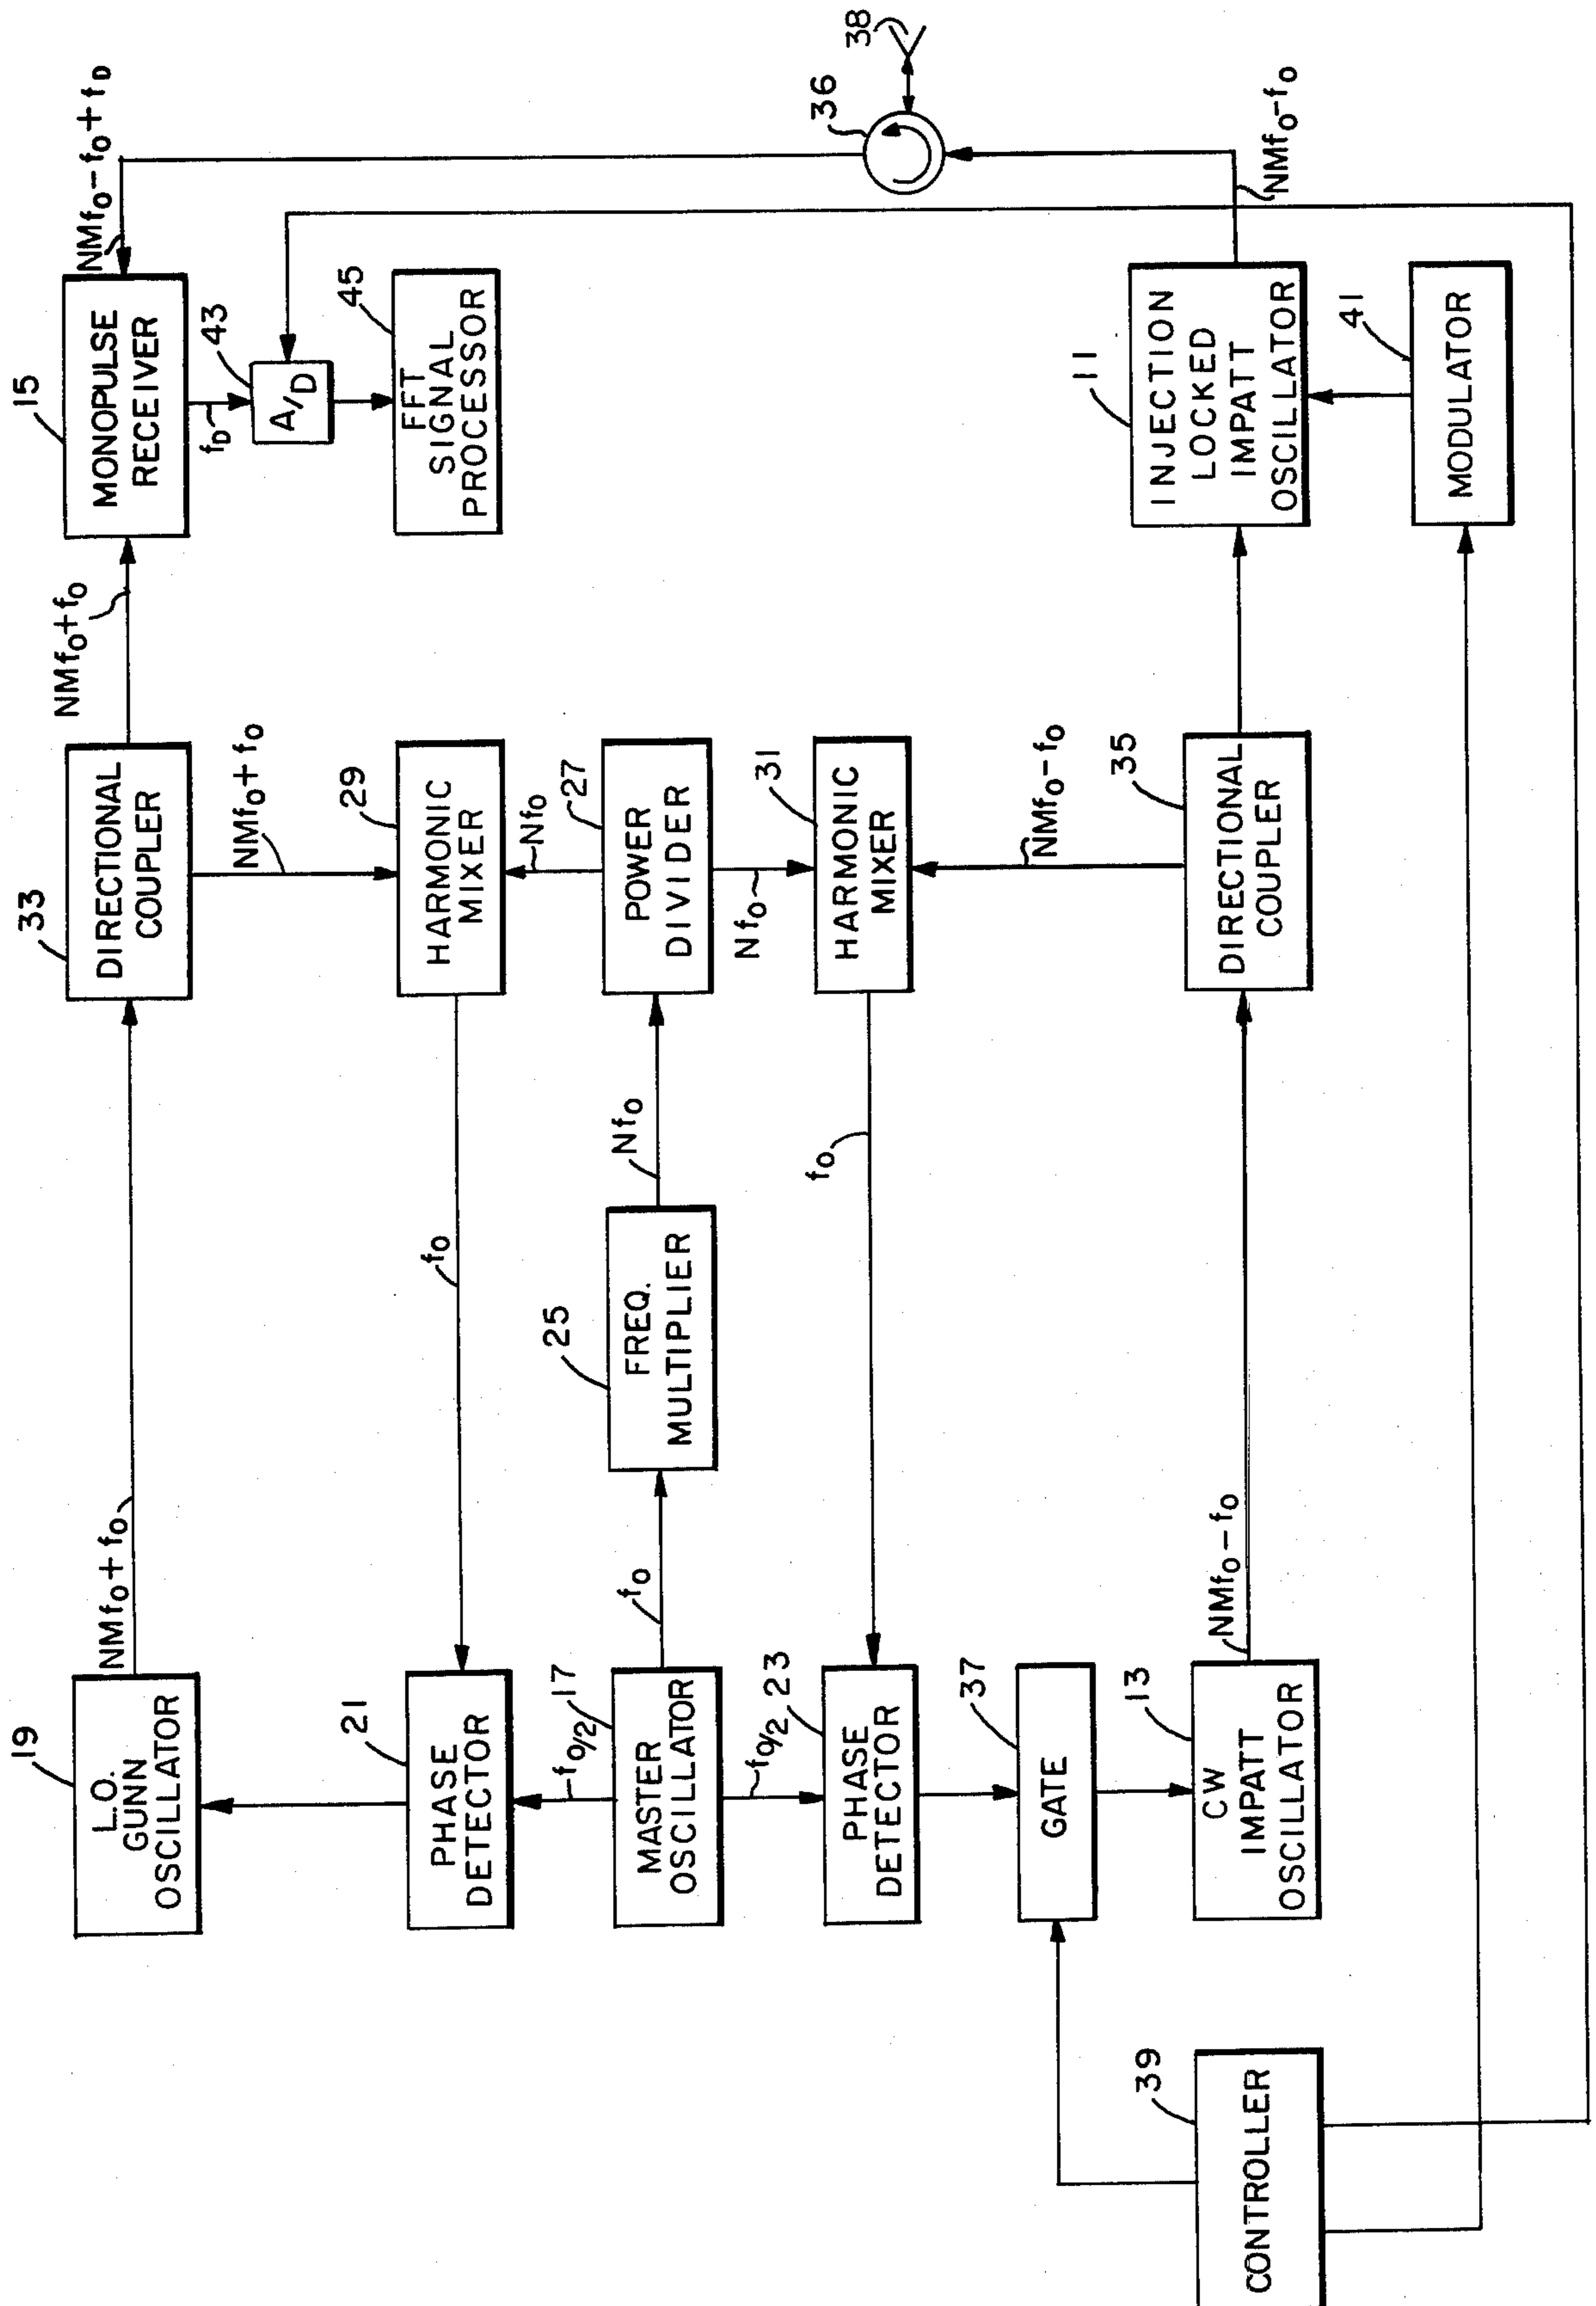 19
L.O.
GUNN
OSCILLATOR
NMfo+fo
33
DIRECTIONAL
COUPLER
NMfo+fo
15
MONOPULSE
RECEIVER
NMfo-fo+fD
NMfo+fo
fD
43
A/D
45
FFT
SIGNAL
PROCESSOR
36
38
21
PHASE
DETECTOR
fo
29
HARMONIC
MIXER
fo/2
17
MASTER
OSCILLATOR
fo
25
FREQ.
MULTIPLIER
Nfo
27
POWER
DIVIDER
Nfo
Nfo
fo/2
23
PHASE
DETECTOR
fo
31
HARMONIC
MIXER
NMfo-fo
37
GATE
13
CW
IMPATT
OSCILLATOR
NMfo-fo
35
DIRECTIONAL
COUPLER
11
INJECTION
LOCKED
IMPATT
OSCILLATOR
NMfo-fo
41
MODULATOR
39
CONTROLLER